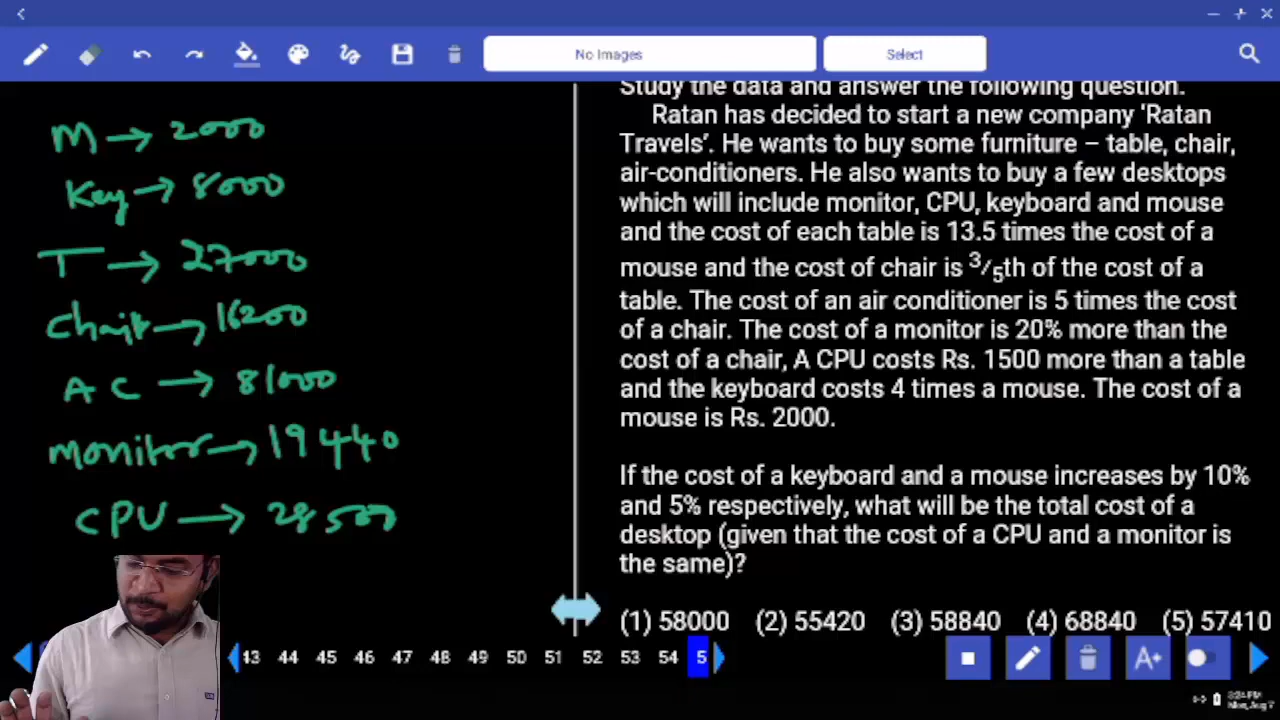 No Images
Select
M → 2000
Key → 8000
T → 27000
Chair → 16200
AC → 81000
monitor → 19440
CPU → 28500
Study the data and answer the following question.
Ratan has decided to start a new company 'Ratan
Travels'. He wants to buy some furniture – table, chair,
air-conditioners. He also wants to buy a few desktops
which will include monitor, CPU, keyboard and mouse
and the cost of each table is 13.5 times the cost of a
mouse and the cost of chair is 3/5th of the cost of a
table. The cost of an air conditioner is 5 times the cost
of a chair. The cost of a monitor is 20% more than the
cost of a chair, A CPU costs Rs. 1500 more than a table
and the keyboard costs 4 times a mouse. The cost of a
mouse is Rs. 2000.
If the cost of a keyboard and a mouse increases by 10%
and 5% respectively, what will be the total cost of a
desktop (given that the cost of a CPU and a monitor is
the same)?
(1) 58000 (2) 55420 (3) 58840 (4) 68840 (5) 57410
43 44 45 46 47 48 49 50 51 52 53 54 5
A+
3:24 PM
Mon, Aug 7